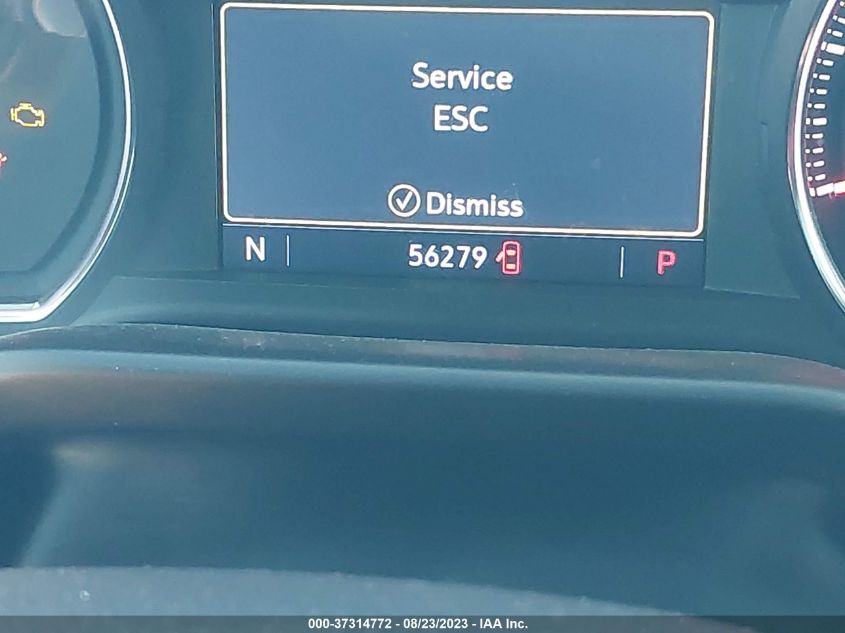 Service
ESC
Dismiss
N 56279 P
000-37314772 - 08/23/2023 - IAA Inc.